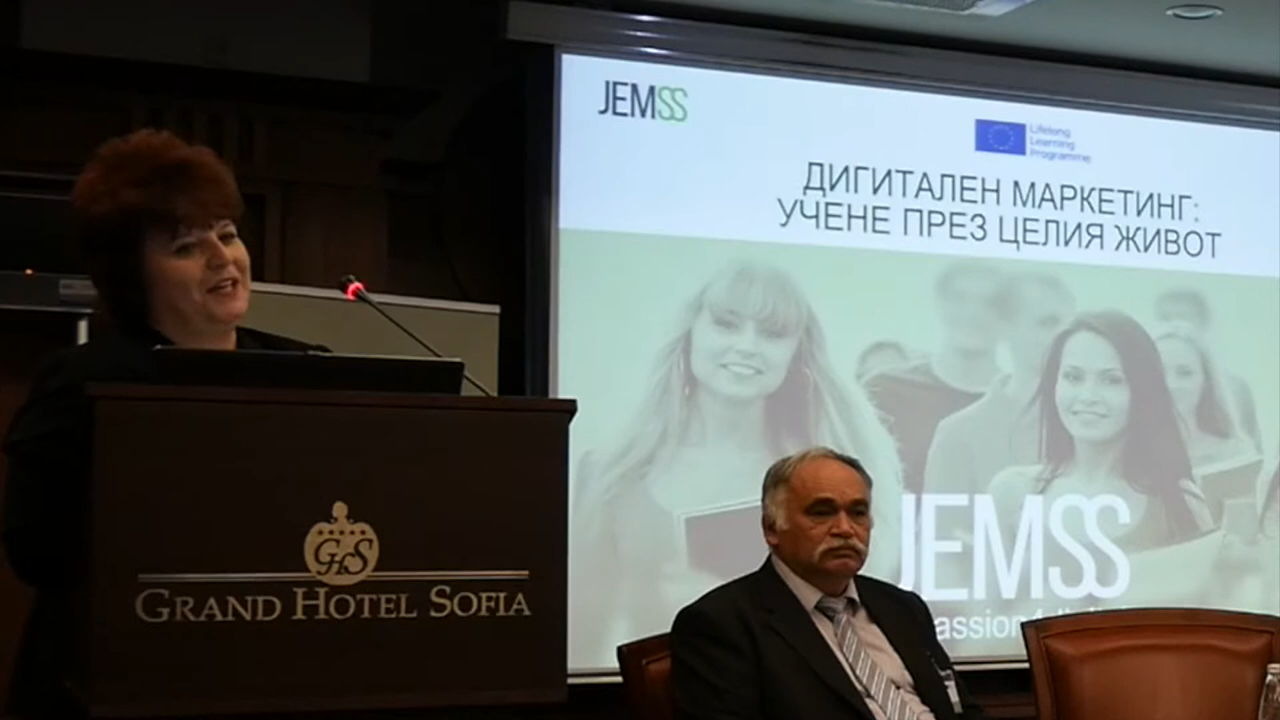 JEMSS
Lifelong
Learning
Programme
ДИГИТАЛЕН МАРКЕТИНГ:
УЧЕНЕ ПРЕЗ ЦЕЛИЯ ЖИВОТ
JEMSS
GHS
GRAND HOTEL SOFIA